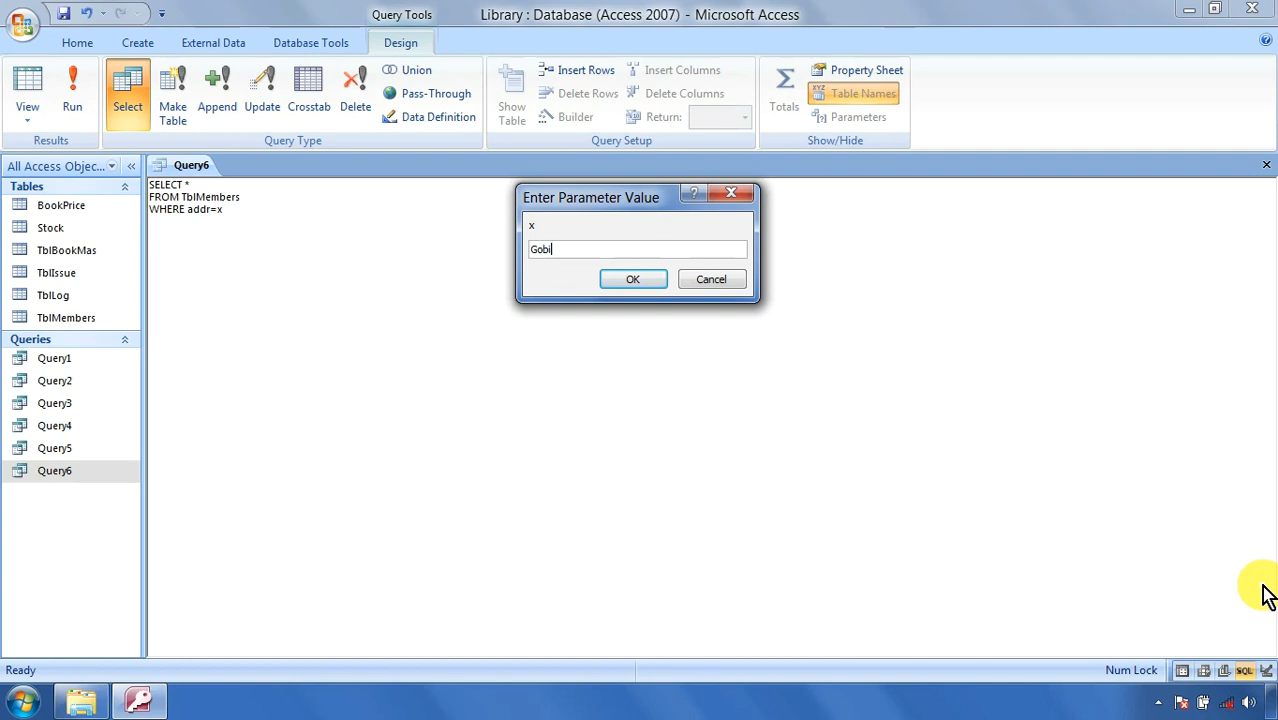 Query Tools
Library : Database (Access 2007) - Microsoft Access
Home
Create
External Data
Database Tools
Design
View
Run
Results
Select
Make Table
Append
Update
Crosstab
Delete
Union
Pass-Through
Data Definition
Query Type
Show Table
Insert Rows
Delete Rows
Builder
Insert Columns
Delete Columns
Return:
Query Setup
Totals
Property Sheet
XYZ Table Names
[?] Parameters
Show/Hide
All Access Objec...
Tables
BookPrice
Stock
TblBookMas
TblIssue
TblLog
TblMembers
Queries
Query1
Query2
Query3
Query4
Query5
Query6
Query6
SELECT *
FROM TblMembers
WHERE addr=x
Enter Parameter Value
?
x
Gobi
OK
Cancel
Ready
Num Lock
SQL